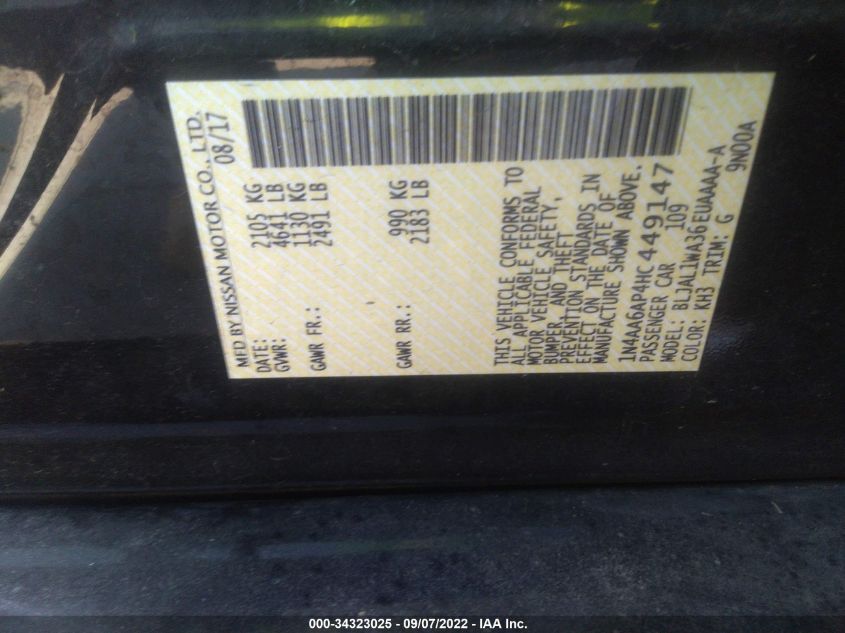 MFD BY NISSAN MOTOR CO., LTD.
DATE: 08/17
GVWR: 2105 KG
4641 LB
GAWR FR.: 1130 KG
2491 LB
GAWR RR.: 990 KG
2183 LB
THIS VEHICLE CONFORMS TO
ALL APPLICABLE FEDERAL
MOTOR VEHICLE SAFETY,
BUMPER, AND THEFT
PREVENTION STANDARDS IN
EFFECT ON THE DATE OF
MANUFACTURE SHOWN ABOVE.
1N4AA6AP4HC449147
PASSENGER CAR 109
MODEL: BLJAL1WA36EUAAAA-A
COLOR: KH3 TRIM: G 9N00A
000-34323025 - 09/07/2022 - IAA Inc.